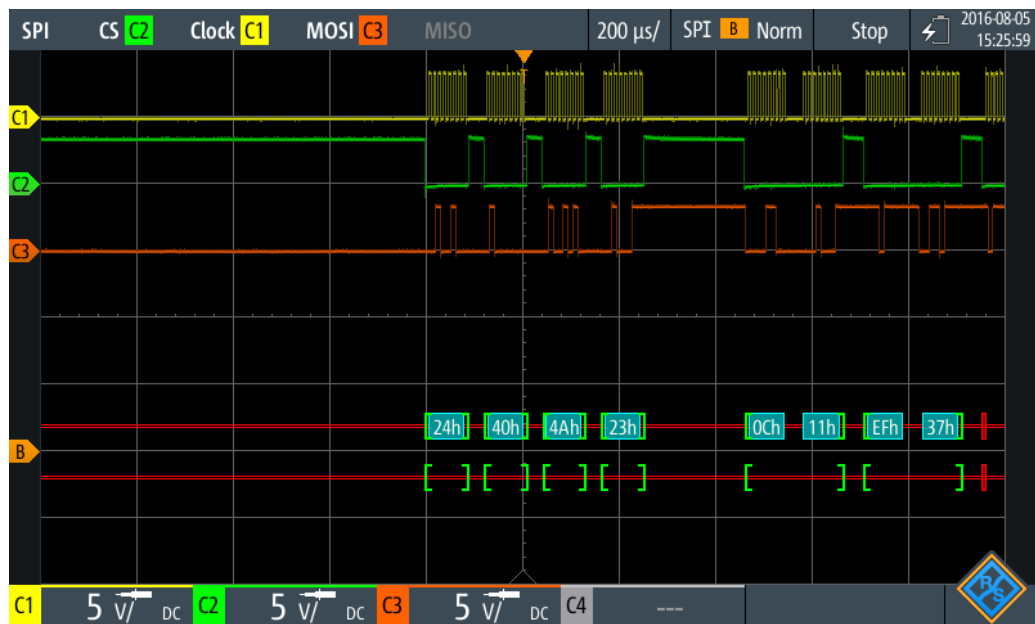 SPI CS C2 Clock C1 MOSI C3 MISO 200 µs/ SPI B Norm Stop 2016-08-05
15:25:59
T
C1
C2
C3
24h 40h 4Ah 23h 0Ch 11h EFh 37h
B
C1 5 V/ DC C2 5 V/ DC C3 5 V/ DC C4 ---
R/S